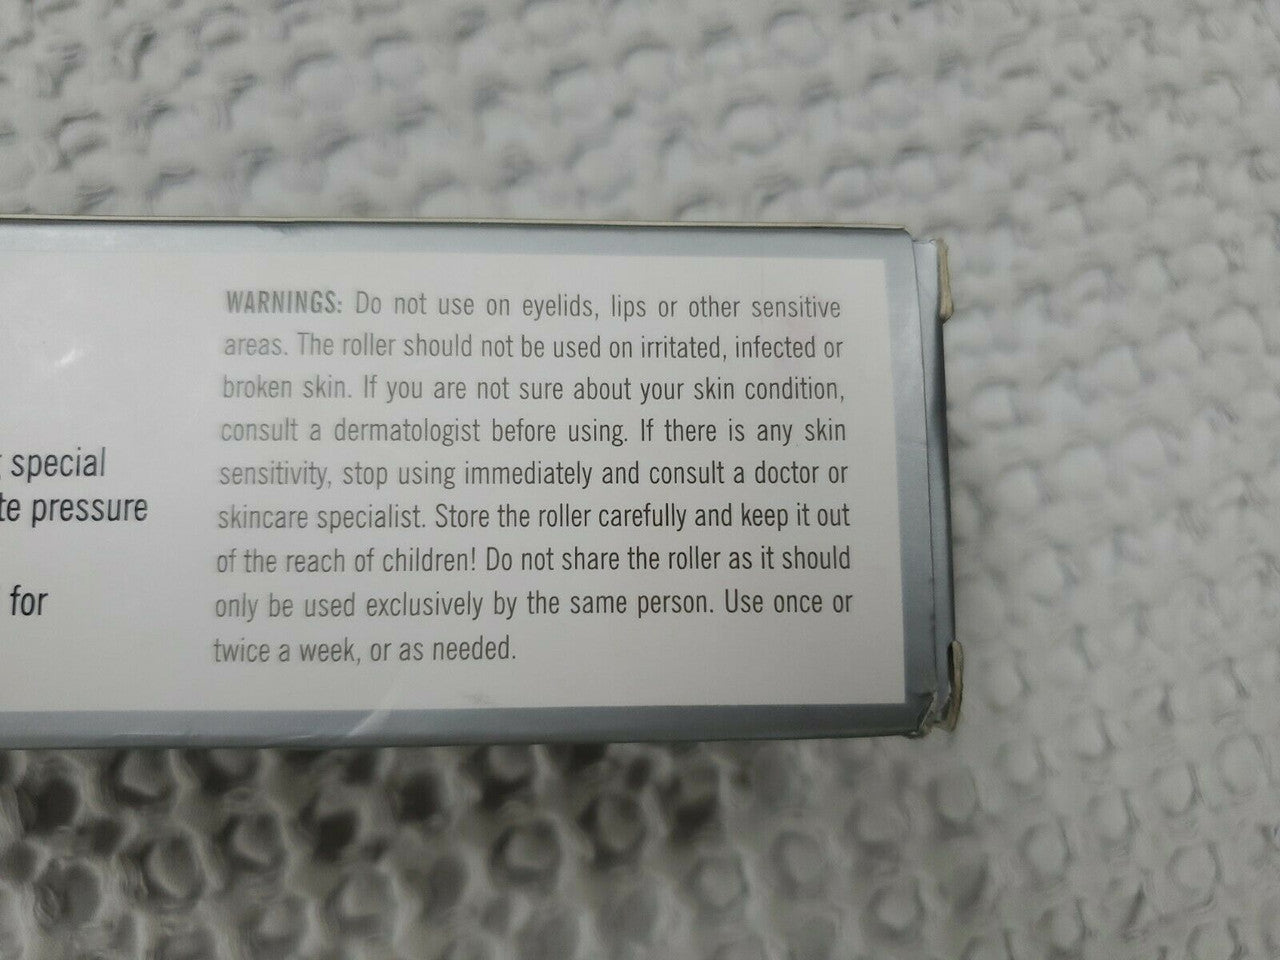 special
pressure
for
WARNINGS: Do not use on eyelids, lips or other sensitive
areas. The roller should not be used on irritated, infected or
broken skin. If you are not sure about your skin condition,
consult a dermatologist before using. If there is any skin
sensitivity, stop using immediately and consult a doctor or
skincare specialist. Store the roller carefully and keep it out
of the reach of children! Do not share the roller as it should
only be used exclusively by the same person. Use once or
twice a week, or as needed.